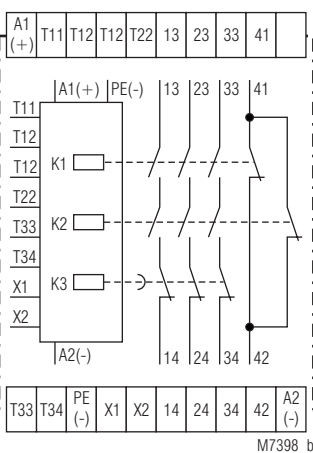 A1 (+) T11 T12 T12 T22 13 23 33 41
A1(+) PE(-) 13 23 33 41
T11
T12
T12
K1
T22
K2
T33
T34
K3
X1
X2
A2(-) 14 24 34 42
T33 T34 PE (-) X1 X2 14 24 34 42 A2 (-)
M7398_b